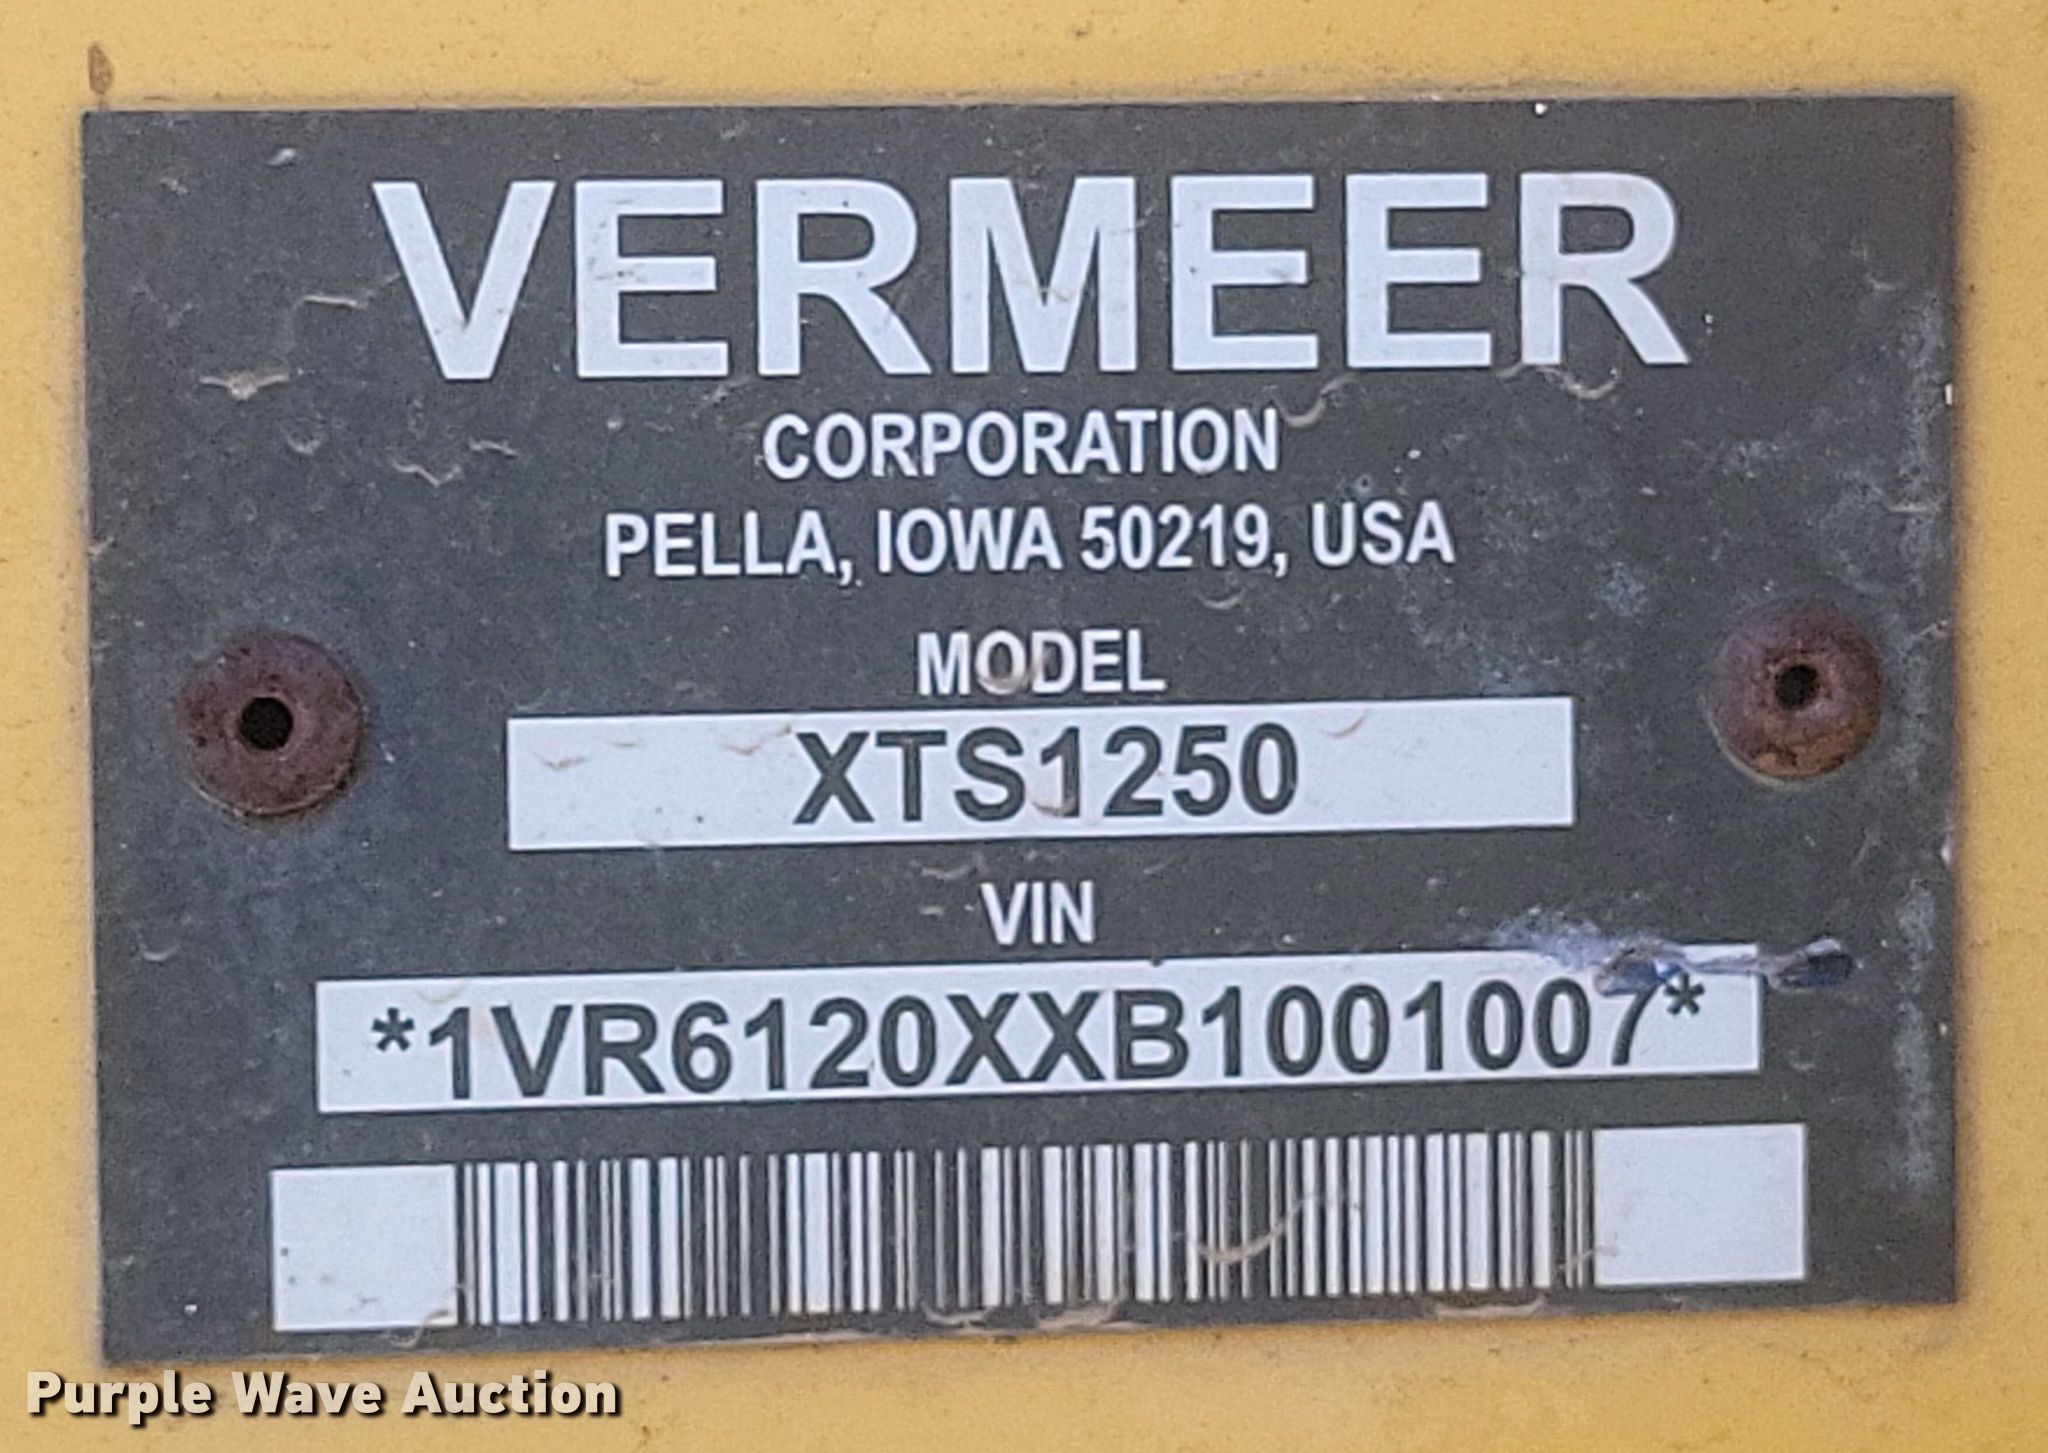 VERMEER
CORPORATION
PELLA, IOWA 50219, USA
MODEL
XTS1250
VIN
*1VR6120XXB1001007*
Purple Wave Auction